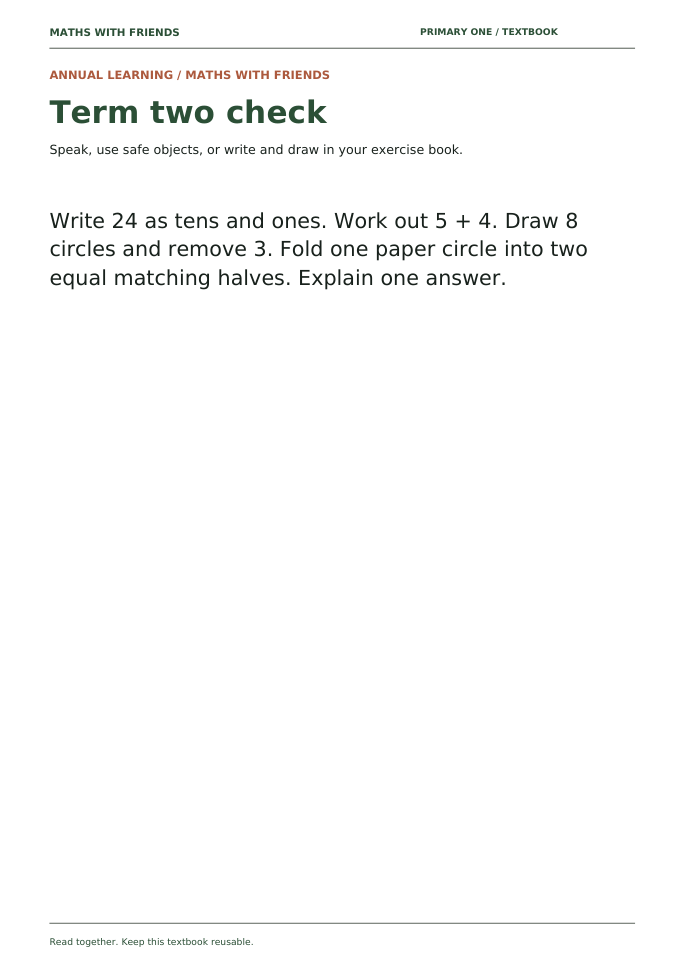 MATHS WITH FRIENDS
PRIMARY ONE / TEXTBOOK
ANNUAL LEARNING / MATHS WITH FRIENDS
Term two check
Speak, use safe objects, or write and draw in your exercise book.
Write 24 as tens and ones. Work out 5 + 4. Draw 8
circles and remove 3. Fold one paper circle into two
equal matching halves. Explain one answer.
Read together. Keep this textbook reusable.